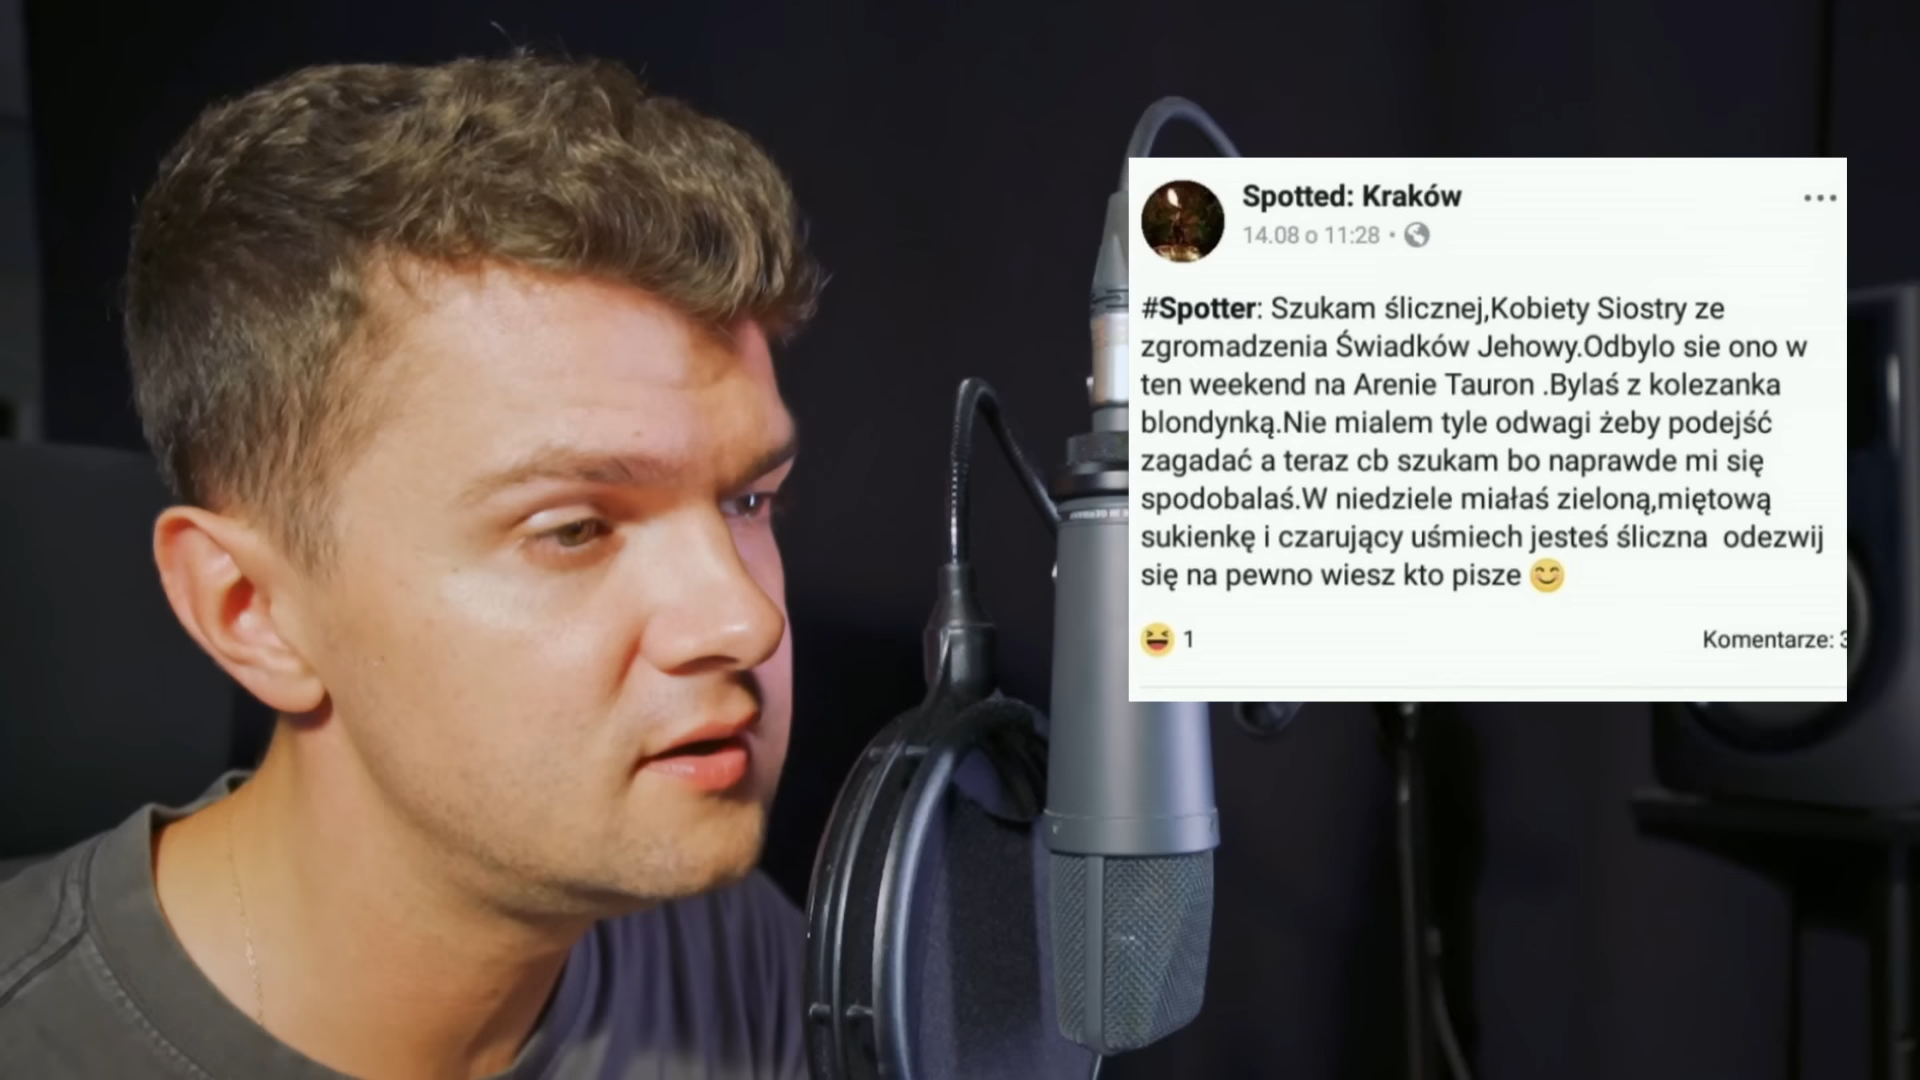 Spotted: Kraków
14.08 o 11:28 •
#Spotter: Szukam ślicznej,Kobiety Siostry ze
zgromadzenia Świadków Jehowy.Odbylo sie ono w
ten weekend na Arenie Tauron .Bylaś z kolezanka
blondynką.Nie mialem tyle odwagi żeby podejść
zagadać a teraz cb szukam bo naprawde mi się
spodobalaś.W niedziele miałaś zieloną,miętową
sukienkę i czarujący uśmiech jesteś śliczna odezwij
się na pewno wiesz kto pisze 😊
😆 1
Komentarze: 3